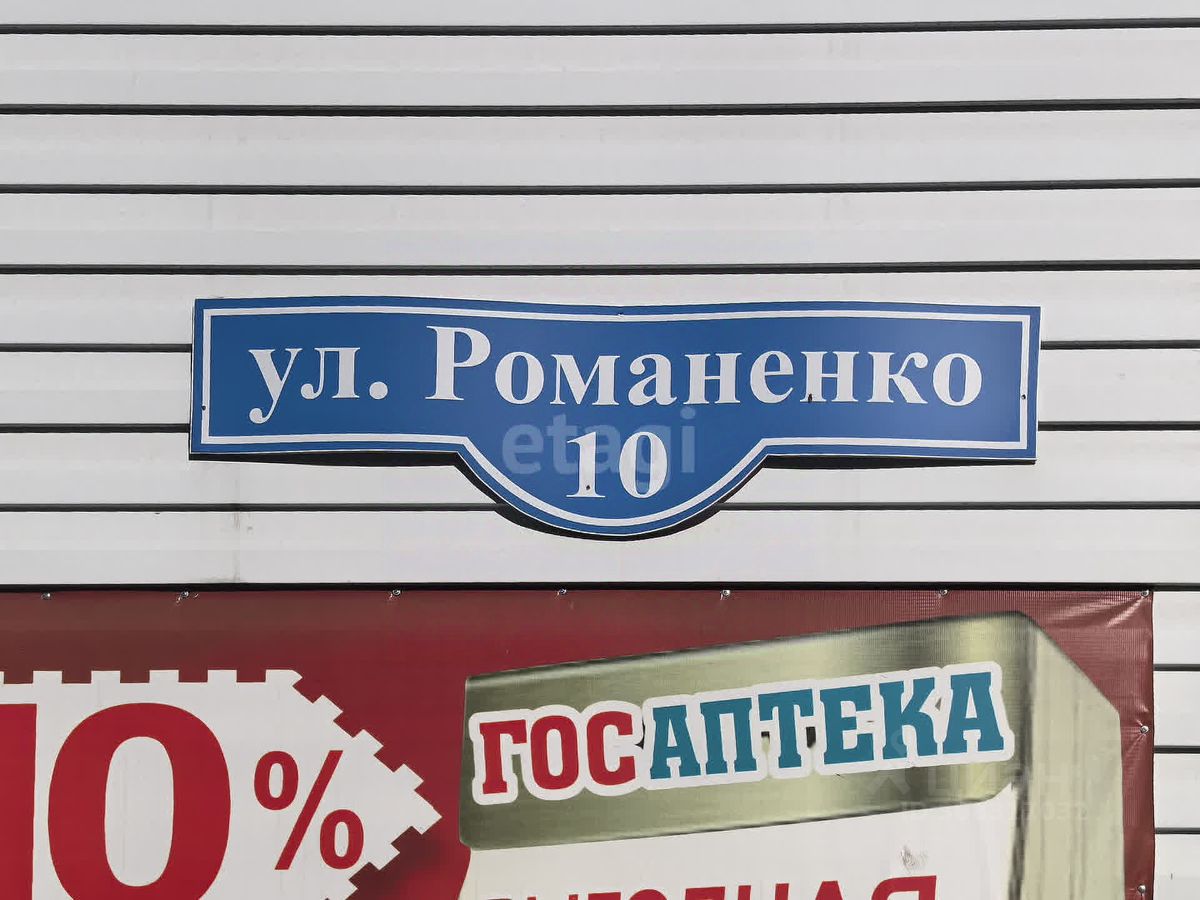 ул. Романенко
10
etagi
10%
ГОСАПТЕКА